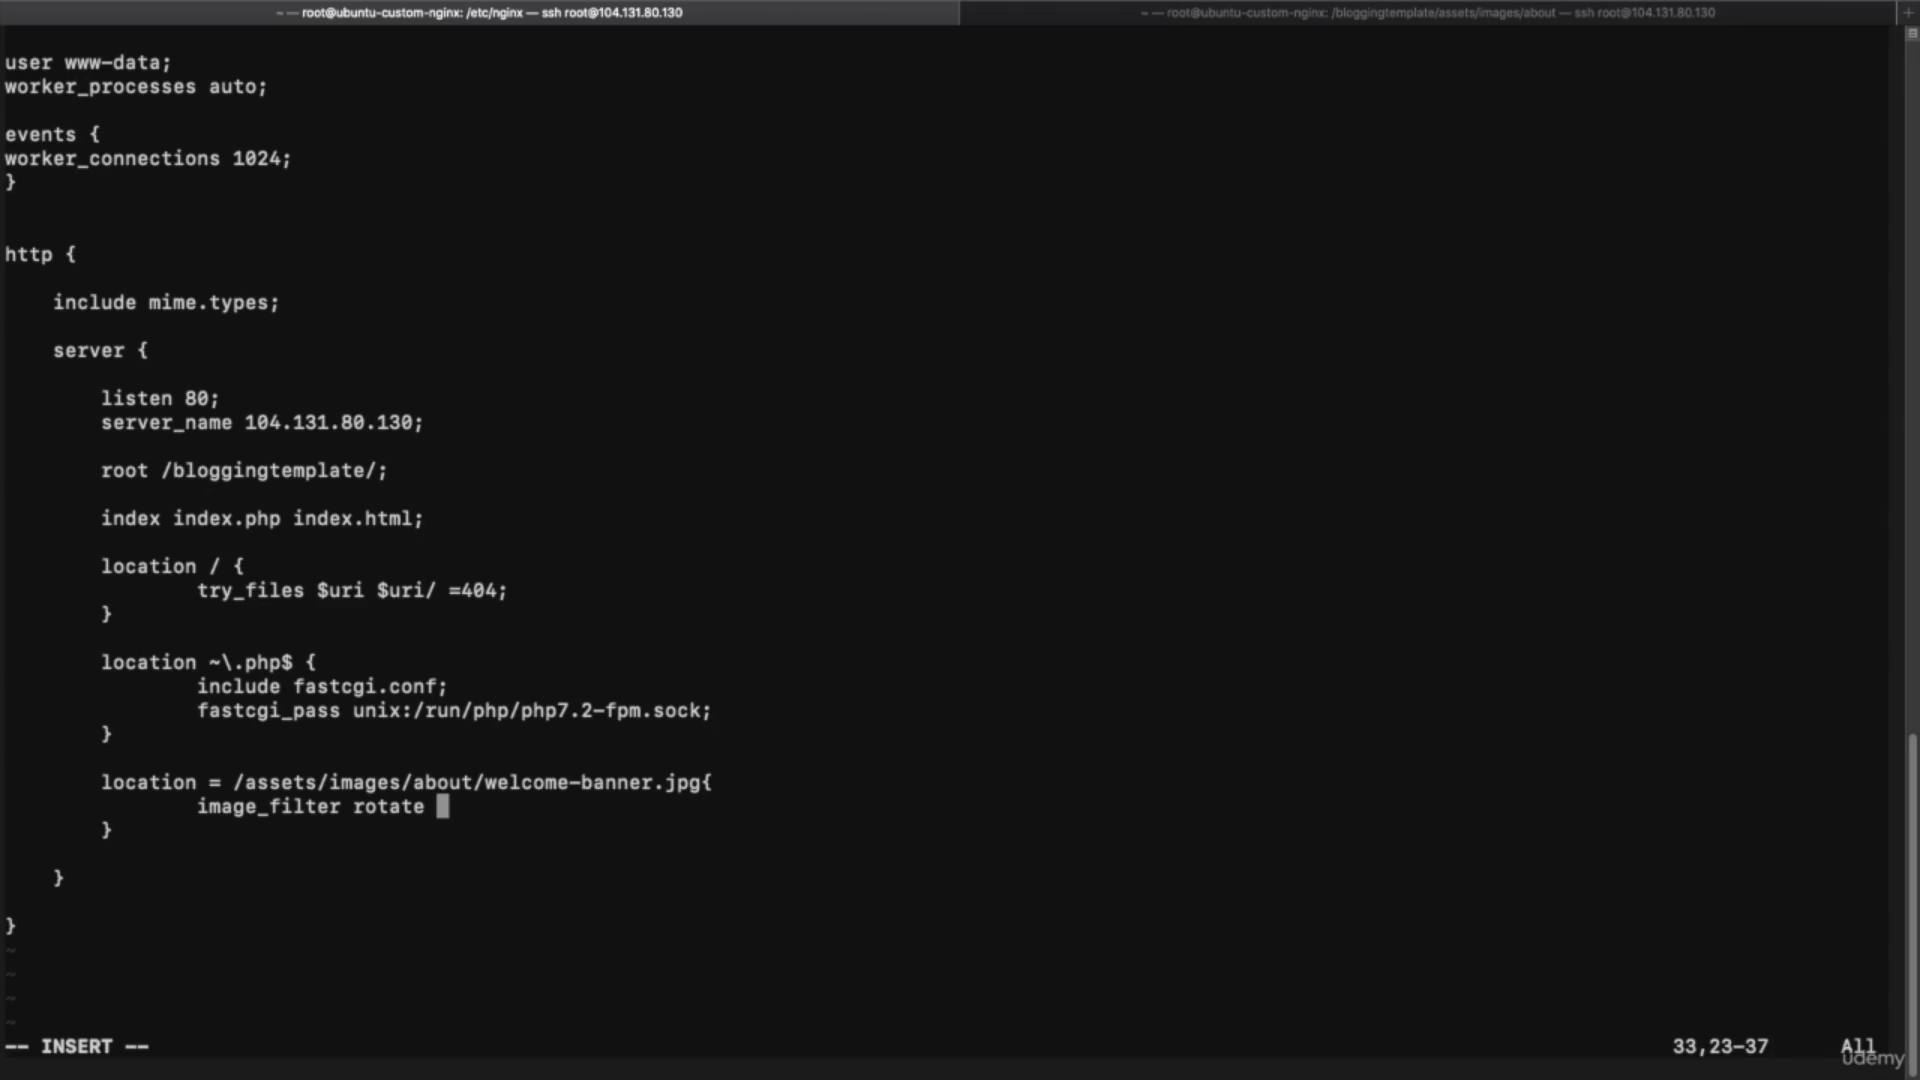 ~ — root@ubuntu-custom-nginx: /etc/nginx — ssh root@104.131.80.130
~ — root@ubuntu-custom-nginx: /bloggingtemplate/assets/images/about — ssh root@104.131.80.130
+
user www-data;
worker_processes auto;
events {
worker_connections 1024;
}
http {
include mime.types;
server {
listen 80;
server_name 104.131.80.130;
root /bloggingtemplate/;
index index.php index.html;
location / {
try_files $uri $uri/ =404;
}
location ~\.php$ {
include fastcgi.conf;
fastcgi_pass unix:/run/php/php7.2-fpm.sock;
}
location = /assets/images/about/welcome-banner.jpg{
image_filter rotate
}
}
}
~
~
~
~
-- INSERT --
33,23-37
All
udemy